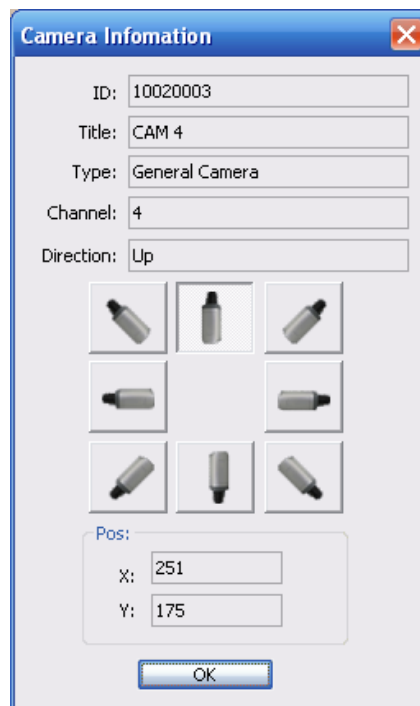 Camera Infomation
ID: 10020003
Title: CAM 4
Type: General Camera
Channel: 4
Direction: Up
Pos:
X: 251
Y: 175
OK